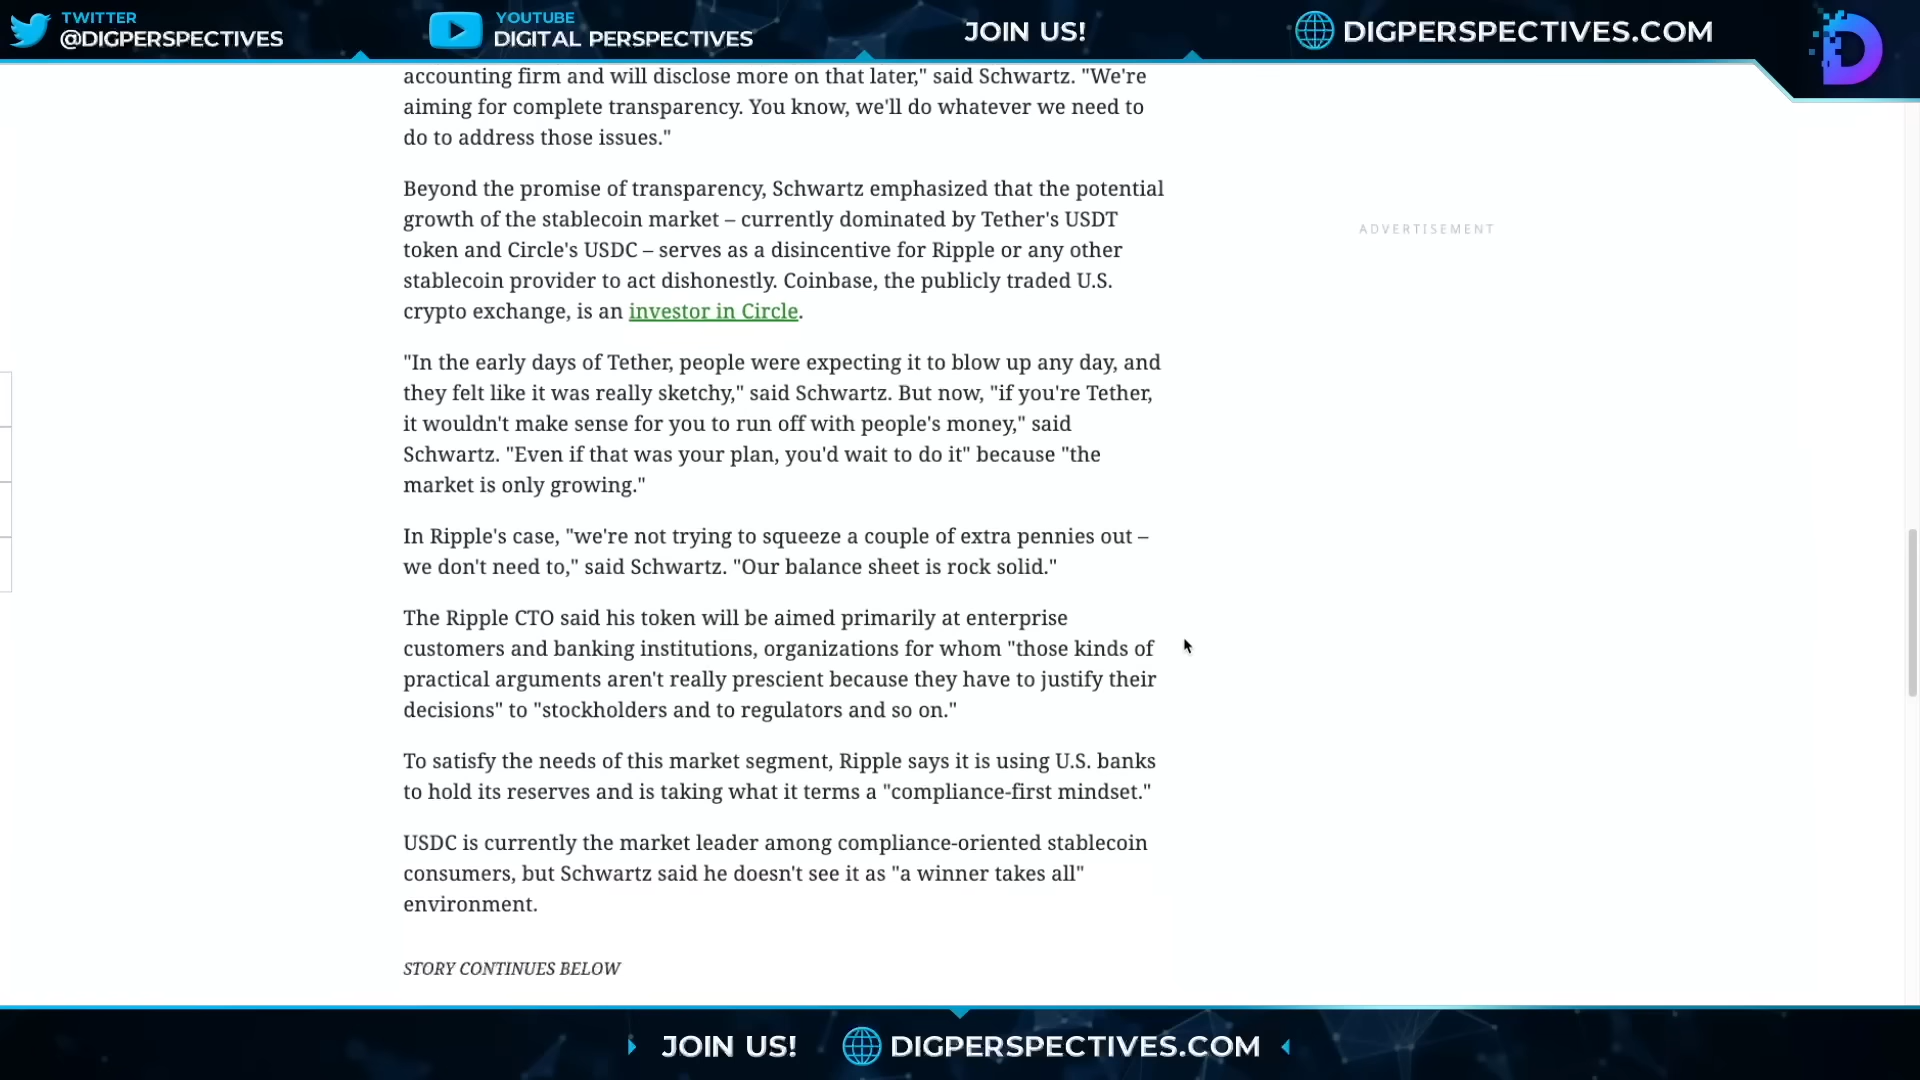 TWITTER
@DIGPERSPECTIVES
YOUTUBE
DIGITAL PERSPECTIVES
JOIN US!
DIGPERSPECTIVES.COM
accounting firm and will disclose more on that later," said Schwartz. "We're
aiming for complete transparency. You know, we'll do whatever we need to
do to address those issues."
Beyond the promise of transparency, Schwartz emphasized that the potential
growth of the stablecoin market – currently dominated by Tether's USDT
token and Circle's USDC – serves as a disincentive for Ripple or any other
stablecoin provider to act dishonestly. Coinbase, the publicly traded U.S.
crypto exchange, is an investor in Circle.
"In the early days of Tether, people were expecting it to blow up any day, and
they felt like it was really sketchy," said Schwartz. But now, "if you're Tether,
it wouldn't make sense for you to run off with people's money," said
Schwartz. "Even if that was your plan, you'd wait to do it" because "the
market is only growing."
In Ripple's case, "we're not trying to squeeze a couple of extra pennies out –
we don't need to," said Schwartz. "Our balance sheet is rock solid."
The Ripple CTO said his token will be aimed primarily at enterprise
customers and banking institutions, organizations for whom "those kinds of
practical arguments aren't really prescient because they have to justify their
decisions" to "stockholders and to regulators and so on."
To satisfy the needs of this market segment, Ripple says it is using U.S. banks
to hold its reserves and is taking what it terms a "compliance-first mindset."
USDC is currently the market leader among compliance-oriented stablecoin
consumers, but Schwartz said he doesn't see it as "a winner takes all"
environment.
STORY CONTINUES BELOW
ADVERTISEMENT
JOIN US!
DIGPERSPECTIVES.COM